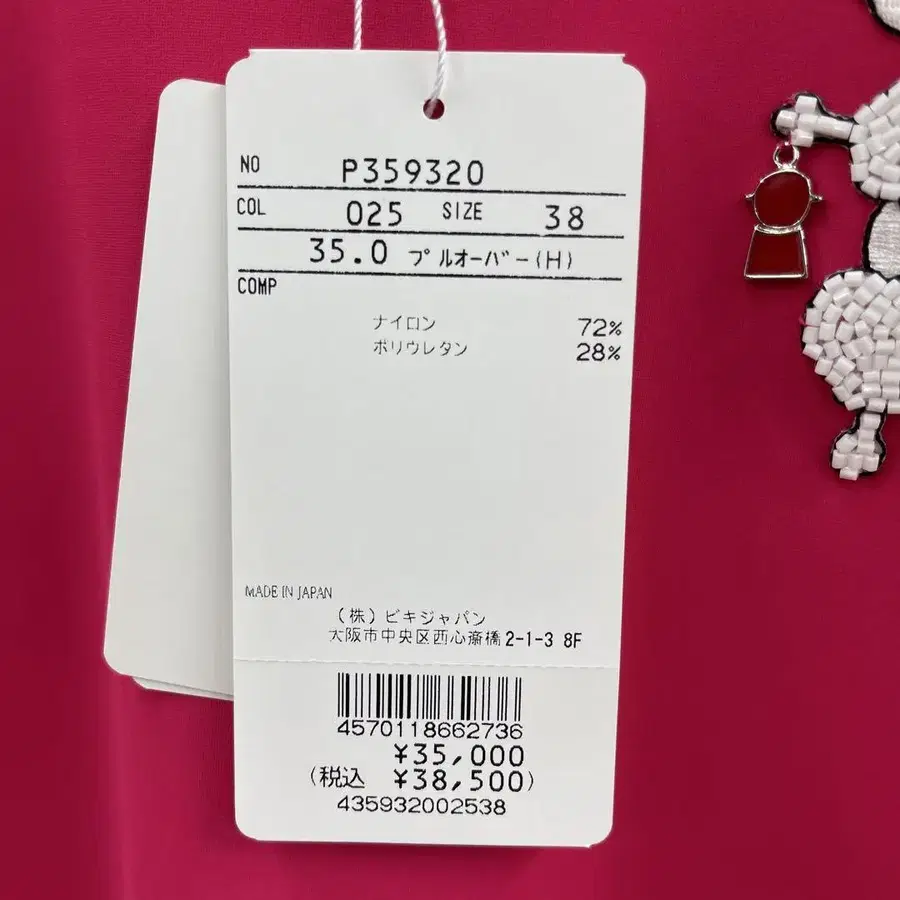 NO P359320
COL 025 SIZE 38
35.0 プルオーバー(H)
COMP
ナイロン 72%
ポリウレタン 28%
MADE IN JAPAN
(株)ビキジャパン
大阪市中央区西心斎橋2-1-3 8F
4570118662736
¥35,000
(税込 ¥38,500)
435932002538